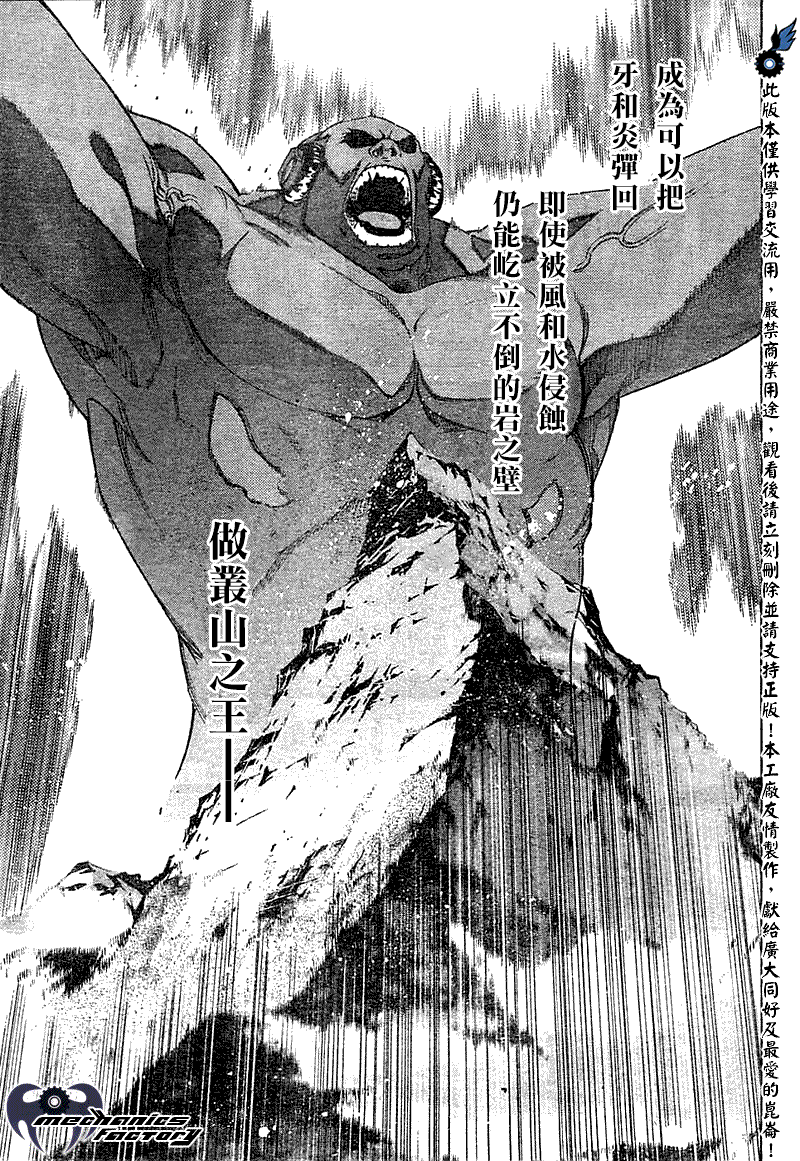 成為可以把
牙和炎彈回
即使被風和水侵蝕
仍能屹立不倒的岩之壁
做叢山之王——
此版本僅供學習交流用，嚴禁商業用途，觀看後請立刻刪除並請支持正版！本工廠友情製作，獻給廣大同好及最愛的崑崙！
mechanics
factory